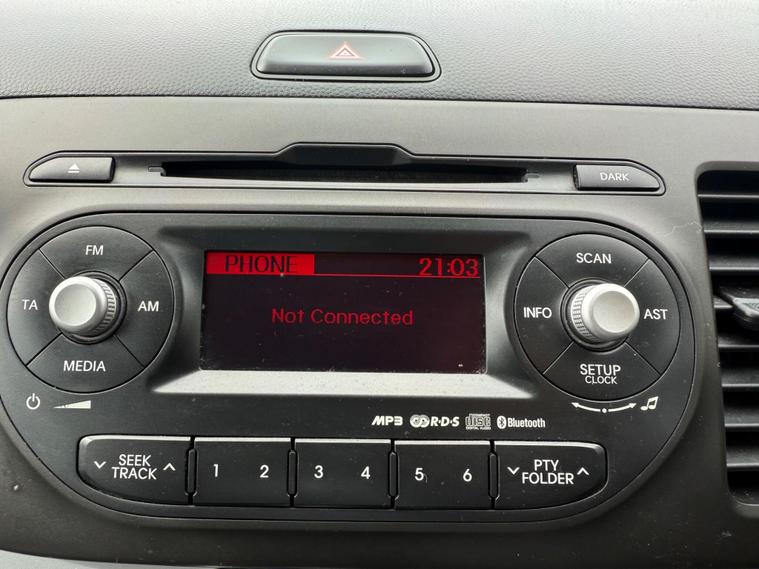 DARK
FM
TA
AM
MEDIA
PHONE 21:03
Not Connected
SCAN
INFO
AST
SETUP
CLOCK
MP3 R·D·S COMPACT disc DIGITAL AUDIO Bluetooth
SEEK
TRACK
1 2 3 4 5 6
PTY
FOLDER